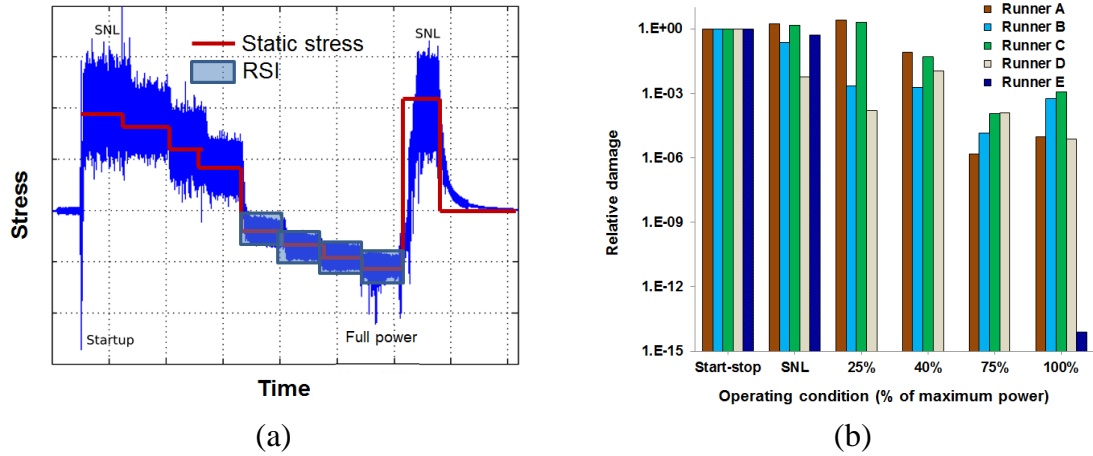 SNL
SNL
Static stress
RSI
Stress
Startup
Full power
Time
(a)
Runner A
Runner B
Runner C
Runner D
Runner E
1.E+00
1.E-03
1.E-06
1.E-09
1.E-12
1.E-15
Relative damage
Start-stop SNL 25% 40% 75% 100%
Operating condition (% of maximum power)
(b)